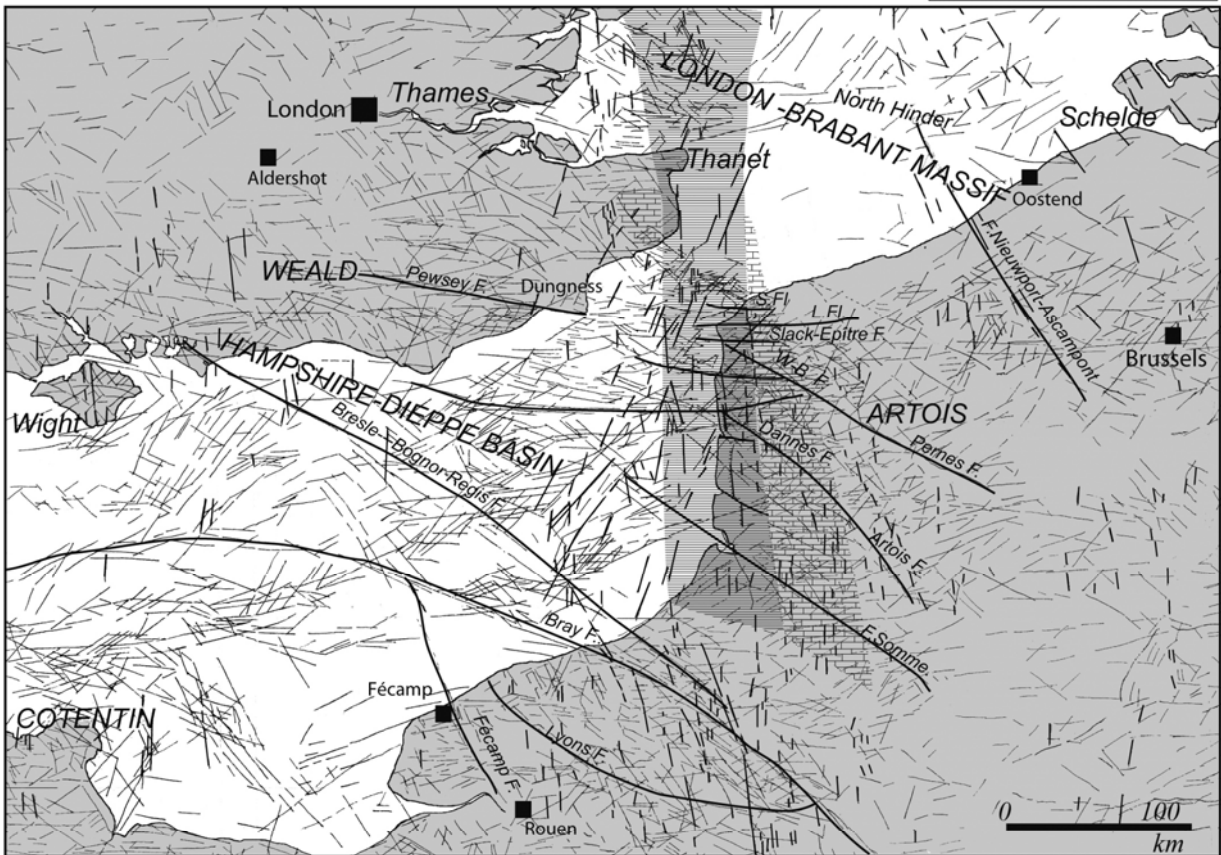 London
Thames
Aldershot
LONDON -BRABANT MASSIF
North Hinder
Schelde
Thanet
Oostend
F.Nieuwport-Ascampont
WEALD
Pewsey F.
Dungness
S.Fl
I. Fl
Slack-Epître F.
Brussels
W-B. F.
HAMPSHIRE-DIEPPE BASIN
Wight
ARTOIS
Bresle-Bognor-Regis F.
Dannes F.
Pernes F.
Artois F.
Bray F.
F.Somme
Fécamp
COTENTIN
Fécamp F.
Lyons F.
Rouen
0 100
km